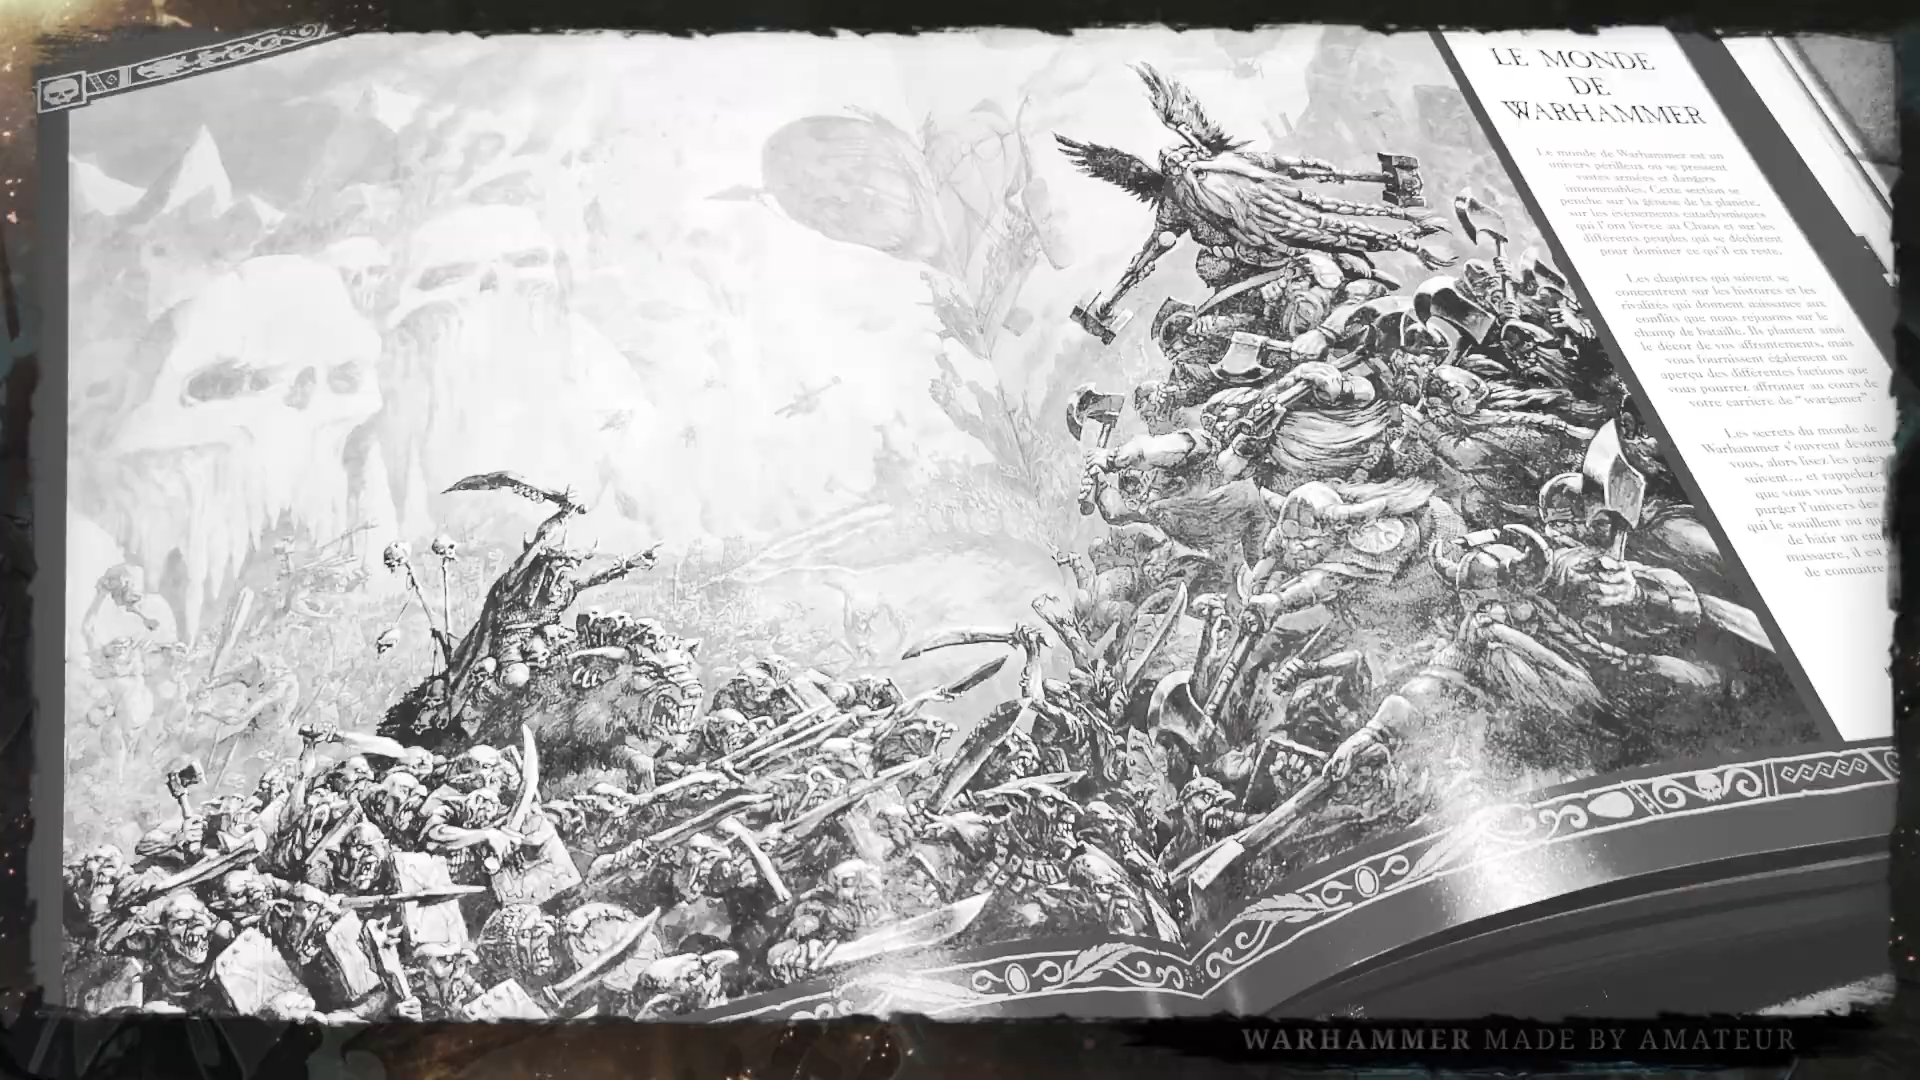 LE MONDE
DE
WARHAMMER
Le monde de Warhammer est un
univers périlleux où se pressent
vastes armées et dangers
innommables. Cette section se
penche sur la génèse de la planète,
sur les événements cataclysmiques
qui l'ont livrée au Chaos et sur les
différents peuples qui se déchirent
pour dominer ce qu'il en reste.
Les chapitres qui suivent se
concentrent sur les histoires et les
rivalités qui donnent naissance aux
conflits que nous rejouons sur le
champ de bataille. Ils plantent ainsi
le décor de vos affrontements, mais
vous fournissent également un
aperçu des différentes factions que
vous pourrez affronter au cours de
votre carrière de "wargamer".
Les secrets du monde de
Warhammer s'ouvrent désorm
vous, alors lisez les pages
suivent... et rappelez-
que vous vous battiez
purger l'univers des
qui le souillent ou
de bâtir un em
massacre, il est
de connaître
WARHAMMER MADE BY AMATEUR